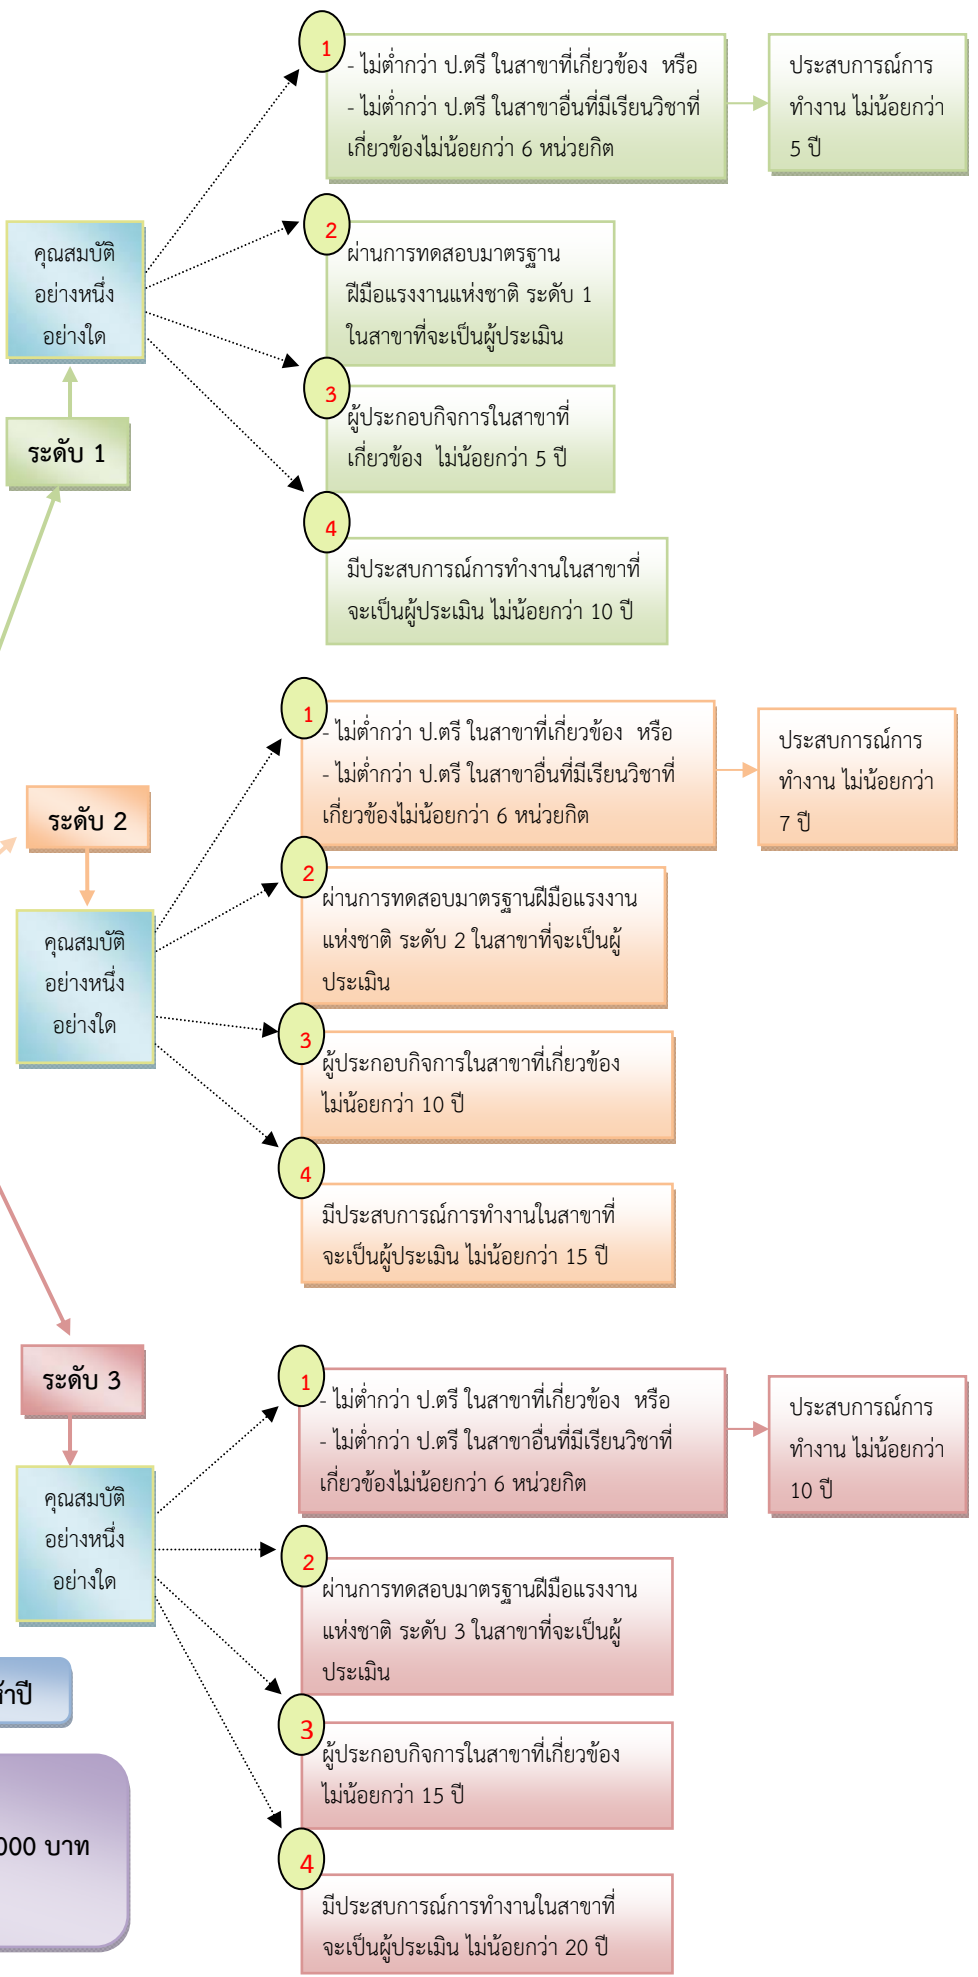 1
- ไม่ต่ำกว่า ป.ตรี ในสาขาที่เกี่ยวข้อง หรือ
- ไม่ต่ำกว่า ป.ตรี ในสาขาอื่นที่มีเรียนวิชาที่
เกี่ยวข้องไม่น้อยกว่า 6 หน่วยกิต
ประสบการณ์การ
ทำงาน ไม่น้อยกว่า
5 ปี
คุณสมบัติ
อย่างหนึ่ง
อย่างใด
2
ผ่านการทดสอบมาตรฐาน
ฝีมือแรงงานแห่งชาติ ระดับ 1
ในสาขาที่จะเป็นผู้ประเมิน
3
ผู้ประกอบกิจการในสาขาที่
เกี่ยวข้อง ไม่น้อยกว่า 5 ปี
ระดับ 1
4
มีประสบการณ์การทำงานในสาขาที่
จะเป็นผู้ประเมิน ไม่น้อยกว่า 10 ปี
1
- ไม่ต่ำกว่า ป.ตรี ในสาขาที่เกี่ยวข้อง หรือ
- ไม่ต่ำกว่า ป.ตรี ในสาขาอื่นที่มีเรียนวิชาที่
เกี่ยวข้องไม่น้อยกว่า 6 หน่วยกิต
ประสบการณ์การ
ทำงาน ไม่น้อยกว่า
7 ปี
ระดับ 2
คุณสมบัติ
อย่างหนึ่ง
อย่างใด
2
ผ่านการทดสอบมาตรฐานฝีมือแรงงาน
แห่งชาติ ระดับ 2 ในสาขาที่จะเป็นผู้
ประเมิน
3
ผู้ประกอบกิจการในสาขาที่เกี่ยวข้อง
ไม่น้อยกว่า 10 ปี
4
มีประสบการณ์การทำงานในสาขาที่
จะเป็นผู้ประเมิน ไม่น้อยกว่า 15 ปี
ระดับ 3
1
- ไม่ต่ำกว่า ป.ตรี ในสาขาที่เกี่ยวข้อง หรือ
- ไม่ต่ำกว่า ป.ตรี ในสาขาอื่นที่มีเรียนวิชาที่
เกี่ยวข้องไม่น้อยกว่า 6 หน่วยกิต
ประสบการณ์การ
ทำงาน ไม่น้อยกว่า
10 ปี
คุณสมบัติ
อย่างหนึ่ง
อย่างใด
2
ผ่านการทดสอบมาตรฐานฝีมือแรงงาน
แห่งชาติ ระดับ 3 ในสาขาที่จะเป็นผู้
ประเมิน
3
ผู้ประกอบกิจการในสาขาที่เกี่ยวข้อง
ไม่น้อยกว่า 15 ปี
000 บาท
4
มีประสบการณ์การทำงานในสาขาที่
จะเป็นผู้ประเมิน ไม่น้อยกว่า 20 ปี